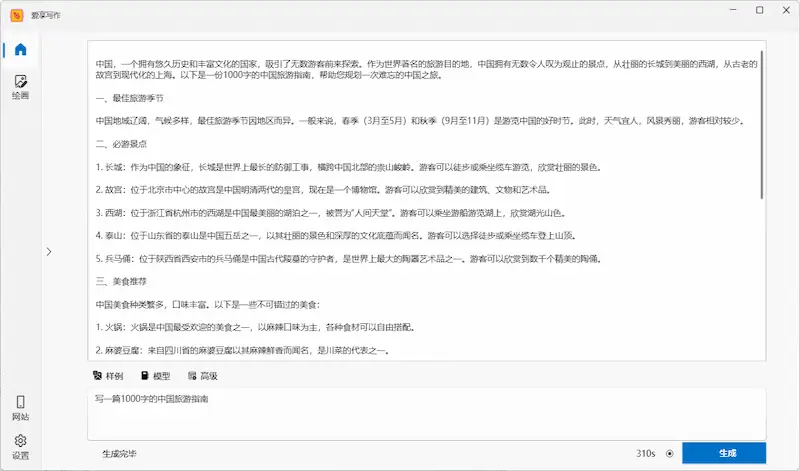 爱享写作
绘画
中国，一个拥有悠久历史和丰富文化的国家，吸引了无数游客前来探索。作为世界著名的旅游目的地，中国拥有无数令人叹为观止的景点，从壮丽的长城到美丽的西湖，从古老的
故宫到现代化的上海。以下是一份1000字的中国旅游指南，帮助您规划一次难忘的中国之旅。
一、最佳旅游季节
中国地域辽阔，气候多样，最佳旅游季节因地区而异。一般来说，春季（3月至5月）和秋季（9月至11月）是游览中国的好时节。此时，天气宜人，风景秀丽，游客相对较少。
二、必游景点
1. 长城：作为中国的象征，长城是世界上最长的防御工事，横跨中国北部的崇山峻岭。游客可以徒步或乘坐缆车游览，欣赏壮丽的景色。
2. 故宫：位于北京市中心的故宫是中国明清两代的皇宫，现在是一个博物馆。游客可以欣赏到精美的建筑、文物和艺术品。
3. 西湖：位于浙江省杭州市的西湖是中国最美丽的湖泊之一，被誉为"人间天堂"。游客可以乘坐游船游览湖上，欣赏湖光山色。
4. 泰山：位于山东省的泰山是中国五岳之一，以其壮丽的景色和深厚的文化底蕴而闻名。游客可以选择徒步或乘坐缆车登上山顶。
5. 兵马俑：位于陕西省西安市的兵马俑是中国古代陵墓的守护者，是世界上最大的陶器艺术品之一。游客可以欣赏到数千个精美的陶俑。
三、美食推荐
中国美食种类繁多，口味丰富。以下是一些不可错过的美食：
1. 火锅：火锅是中国最受欢迎的美食之一，以麻辣口味为主，各种食材可以自由搭配。
2. 麻婆豆腐：来自四川省的麻婆豆腐以其麻辣鲜香而闻名，是川菜的代表之一。
样例 模型 高级
写一篇1000字的中国旅游指南
网站
设置
生成完毕 310s 生成